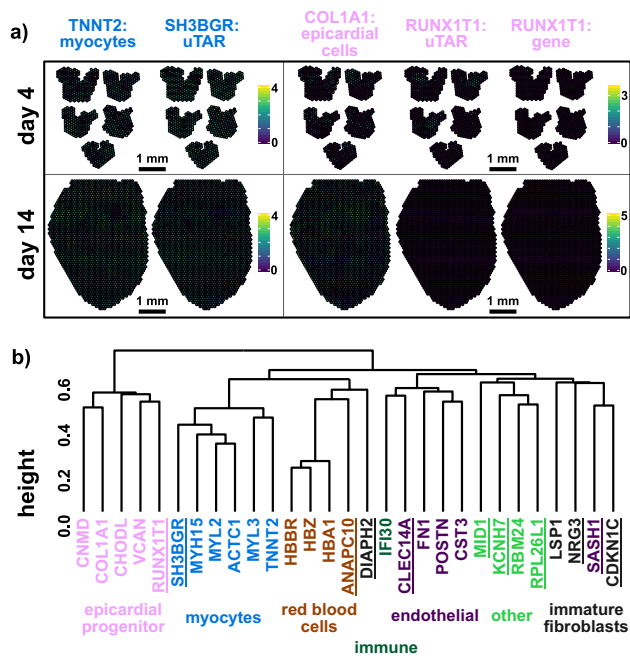 a)
TNNT2:
myocytes
SH3BGR:
uTAR
COL1A1:
epicardial
cells
RUNX1T1:
uTAR
RUNX1T1:
gene
day 4
4
2
0
1 mm
3
0
1 mm
day 14
4
2
0
1 mm
5
0
1 mm
b)
height
0.6
0.4
0.2
0.0
CNMD
COL1A1
CHODL
VCAN
RUNX1T1
SH3BGR
MYH15
MYL2
ACTC1
MYL3
TNNT2
HBBR
HBZ
HBA1
ANAPC10
DIAPH2
IFI30
CLEC14A
FN1
POSTN
CST3
MID1
KCNH7
RBM24
RPL26L1
LSP1
NRG3
SASH1
CDKN1C
epicardial
progenitor
myocytes
red blood
cells
immune
endothelial
other
immature
fibroblasts